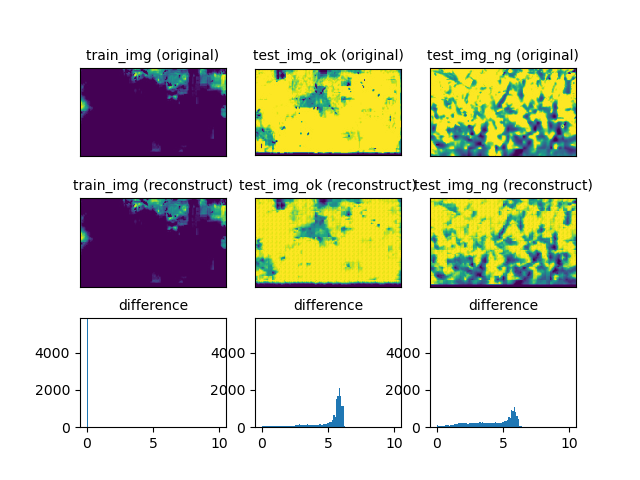 train_img (original) test_img_ok (original) test_img_ng (original)
train_img (reconstruct) test_img_ok (reconstruct) test_img_ng (reconstruct)
difference difference difference
4000 4000 4000
2000 2000 2000
0 0 0
0 5 10 0 5 10 0 5 10